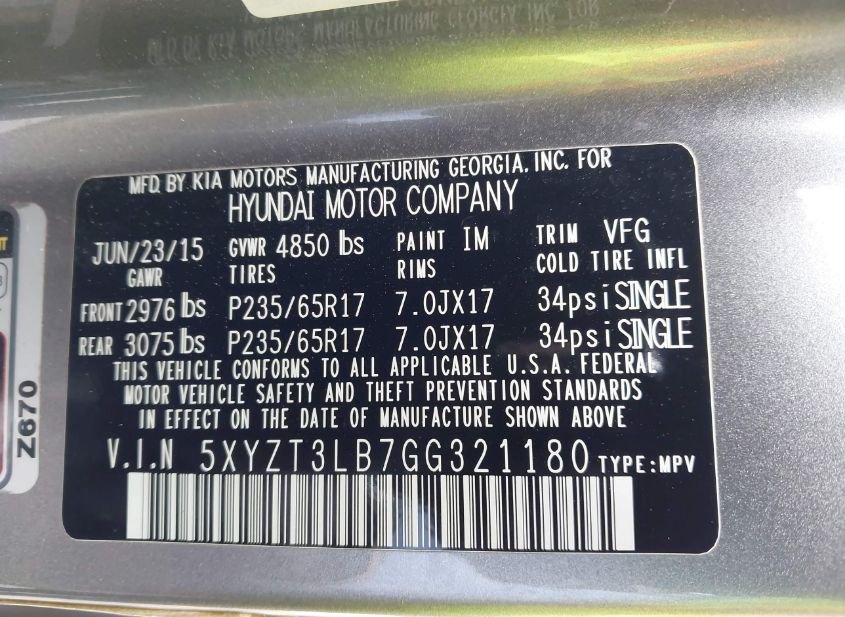 MFD. BY KIA MOTORS MANUFACTURING GEORGIA, INC. FOR
HYUNDAI MOTOR COMPANY
JUN/23/15 GVWR 4850 lbs PAINT IM TRIM VFG
GAWR TIRES RIMS COLD TIRE INFL
FRONT 2976 lbs P235/65R17 7.0JX17 34psi SINGLE
REAR 3075 lbs P235/65R17 7.0JX17 34psi SINGLE
THIS VEHICLE CONFORMS TO ALL APPLICABLE U.S.A. FEDERAL
MOTOR VEHICLE SAFETY AND THEFT PREVENTION STANDARDS
IN EFFECT ON THE DATE OF MANUFACTURE SHOWN ABOVE
V.I.N 5XYZT3LB7GG321180 TYPE:MPV
Z670